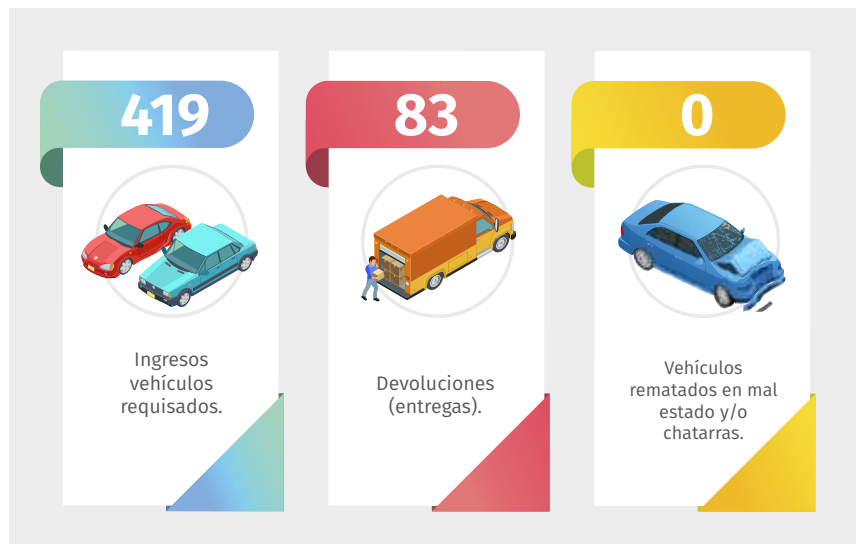 419
Ingresos
vehículos
requisados.
83
Devoluciones
(entregas).
0
Vehículos
rematados en mal
estado y/o
chatarras.